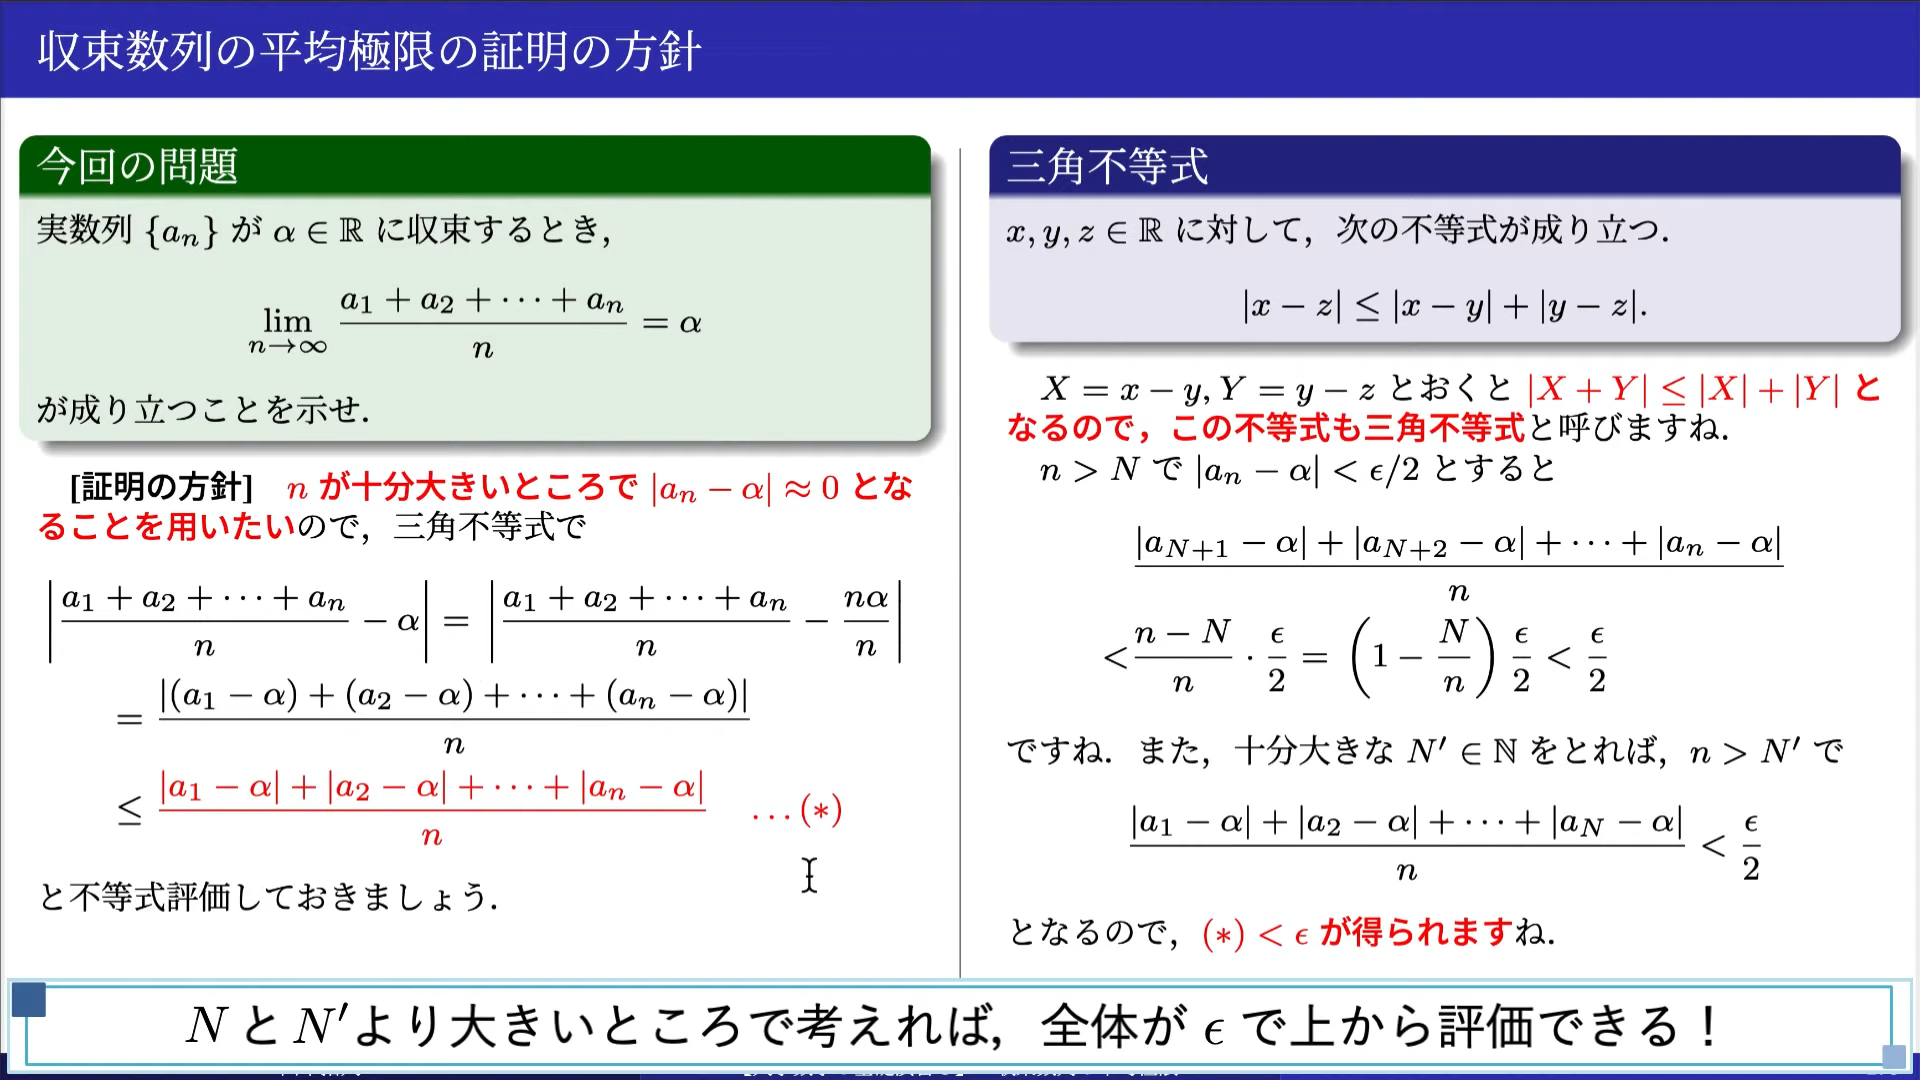 収束数列の平均極限の証明の方針
今回の問題
実数列 {a_n} が α ∈ ℝ に収束するとき,
lim_{n→∞} (a_1 + a_2 + ··· + a_n)/n = α
が成り立つことを示せ.
[証明の方針] n が十分大きいところで |a_n − α| ≈ 0 とな
ることを用いたいので, 三角不等式で
|(a_1 + a_2 + ··· + a_n)/n − α| = |(a_1 + a_2 + ··· + a_n)/n − nα/n|
= |(a_1 − α) + (a_2 − α) + ··· + (a_n − α)|/n
≤ (|a_1 − α| + |a_2 − α| + ··· + |a_n − α|)/n ...(∗)
と不等式評価しておきましょう.
三角不等式
x, y, z ∈ ℝ に対して, 次の不等式が成り立つ.
|x − z| ≤ |x − y| + |y − z|.
X = x − y, Y = y − z とおくと |X + Y| ≤ |X| + |Y| と
なるので, この不等式も三角不等式と呼びますね.
n > N で |a_n − α| < ϵ/2 とすると
(|a_{N+1} − α| + |a_{N+2} − α| + ··· + |a_n − α|)/n
< (n − N)/n · ϵ/2 = (1 − N/n) ϵ/2 < ϵ/2
ですね. また, 十分大きな N′ ∈ ℕ をとれば, n > N′ で
(|a_1 − α| + |a_2 − α| + ··· + |a_N − α|)/n < ϵ/2
となるので, (∗) < ϵ が得られますね.
N と N′より大きいところで考えれば, 全体が ϵ で上から評価できる！